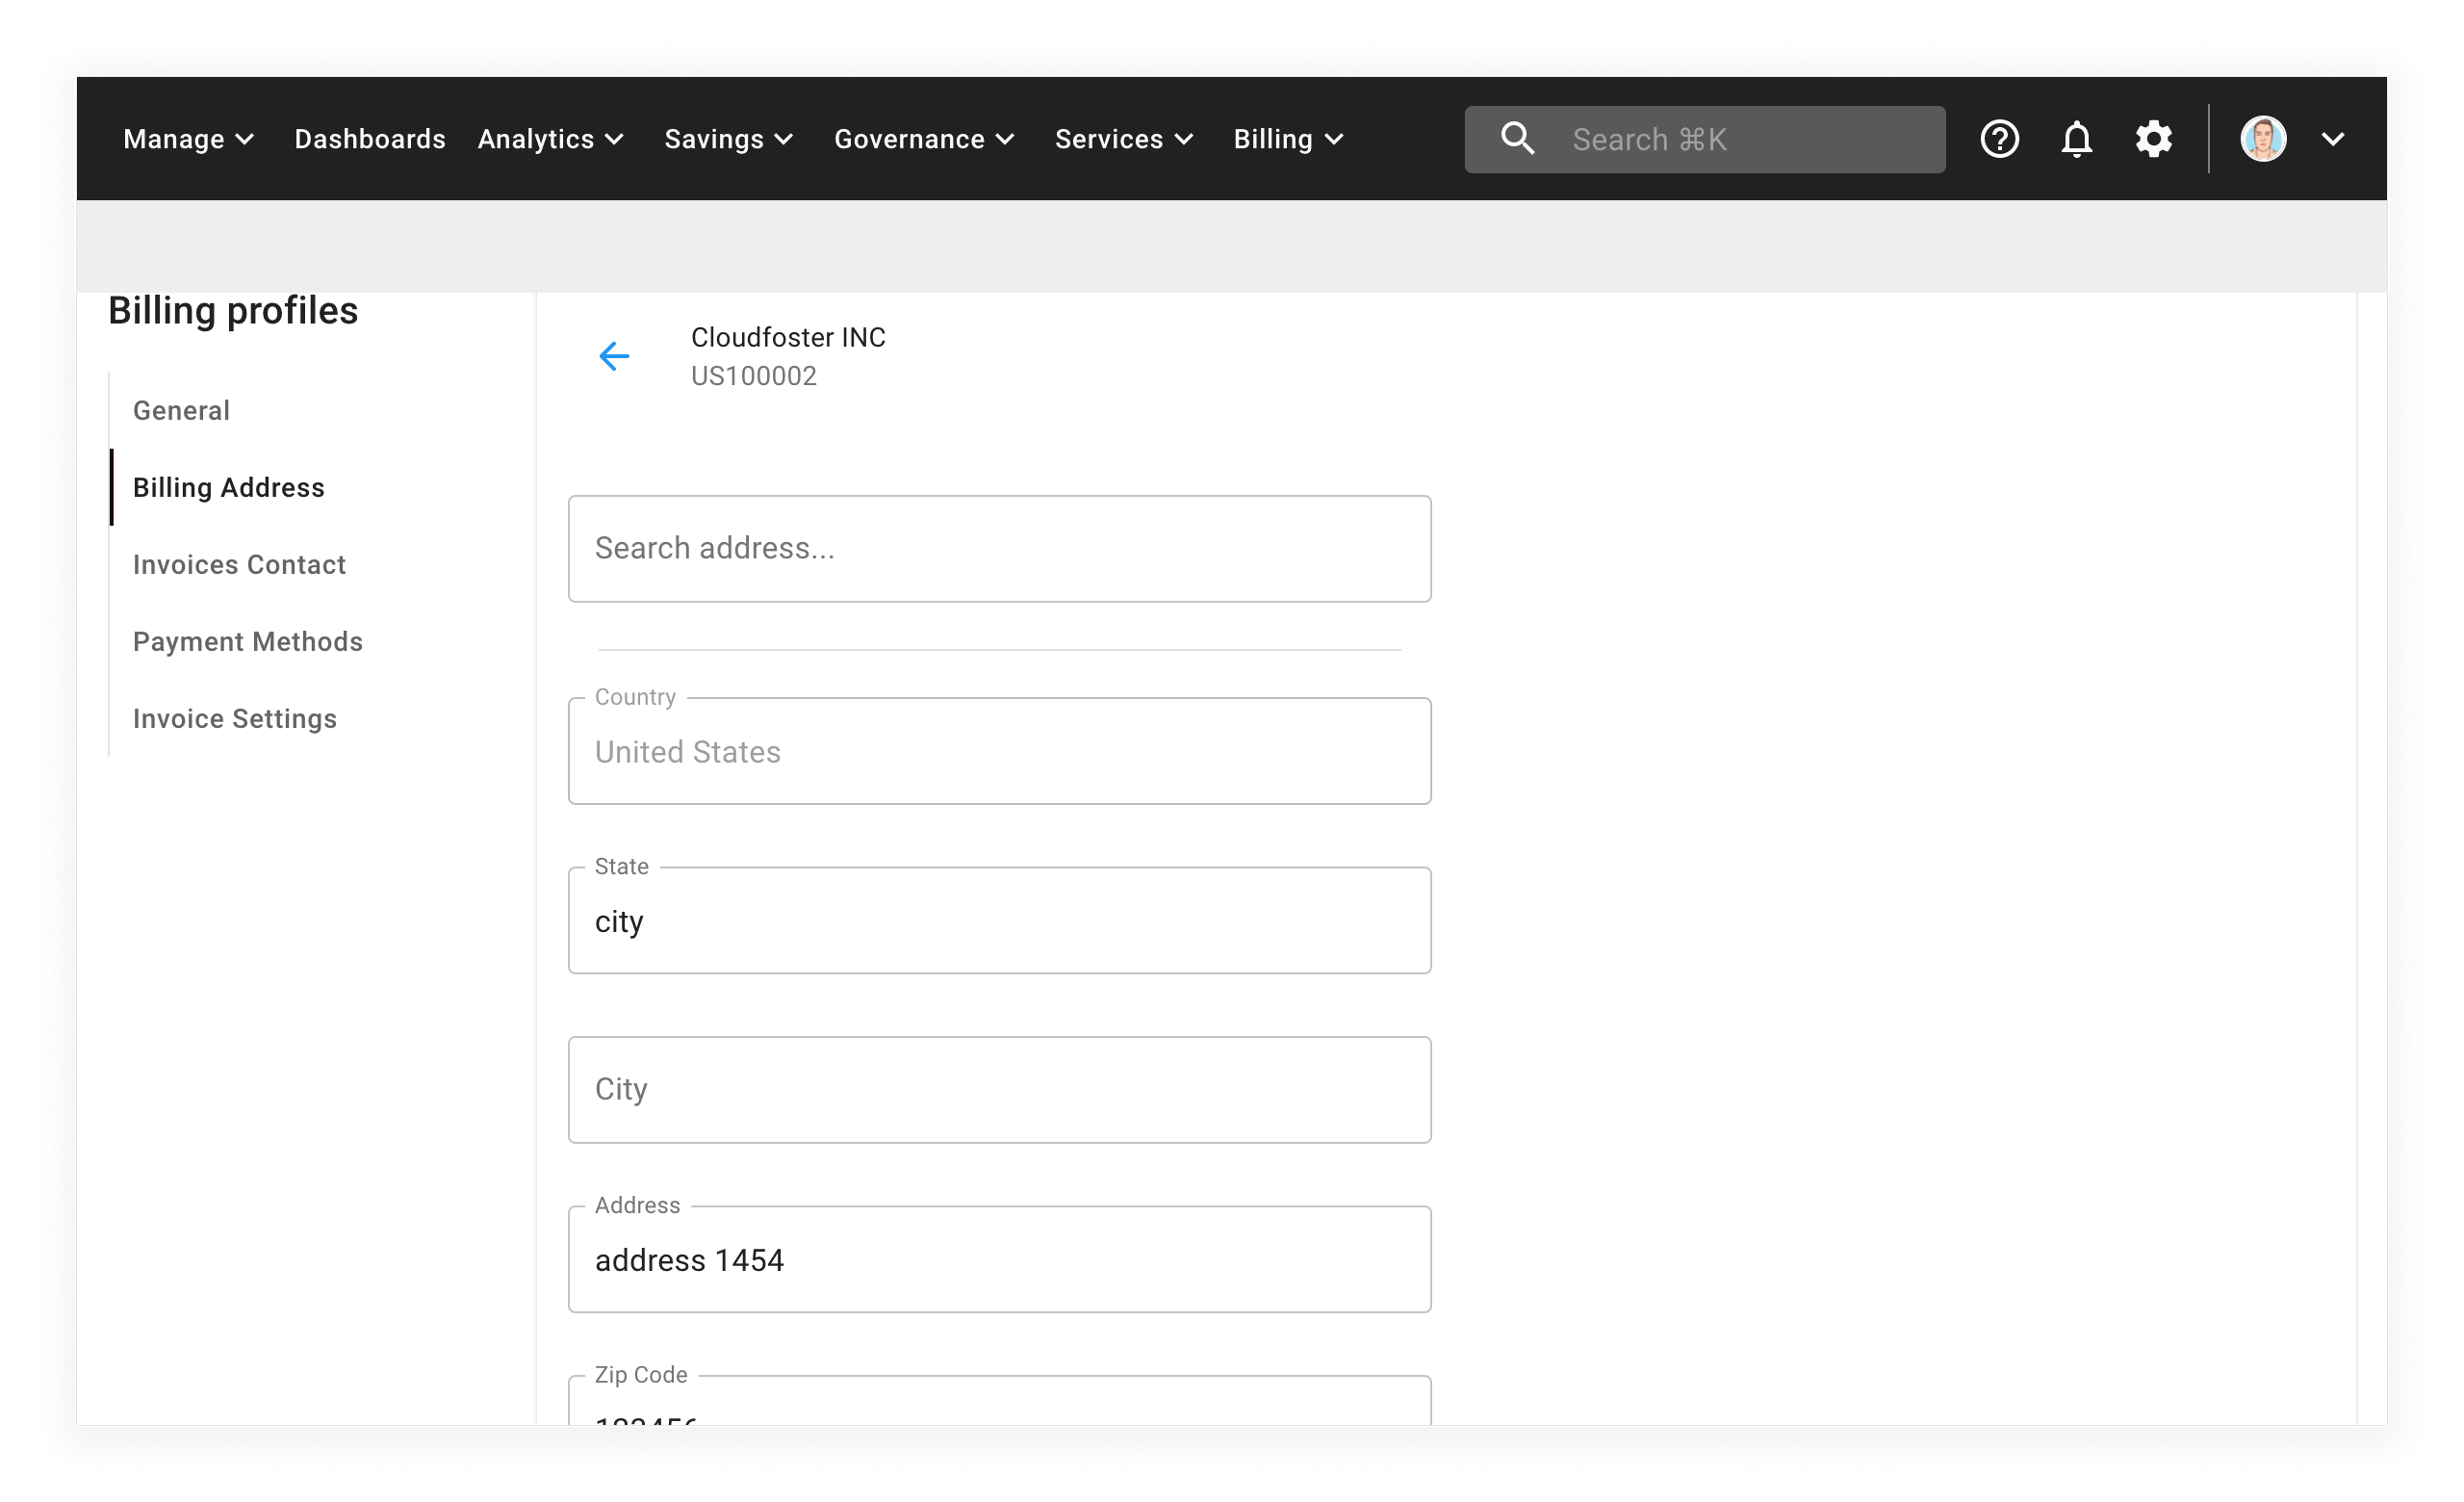 Manage Dashboards Analytics Savings Governance Services Billing Search ⌘K
Billing profiles
General
Billing Address
Invoices Contact
Payment Methods
Invoice Settings
Cloudfoster INC
US100002
Search address...
Country
United States
State
city
City
Address
address 1454
Zip Code
123456